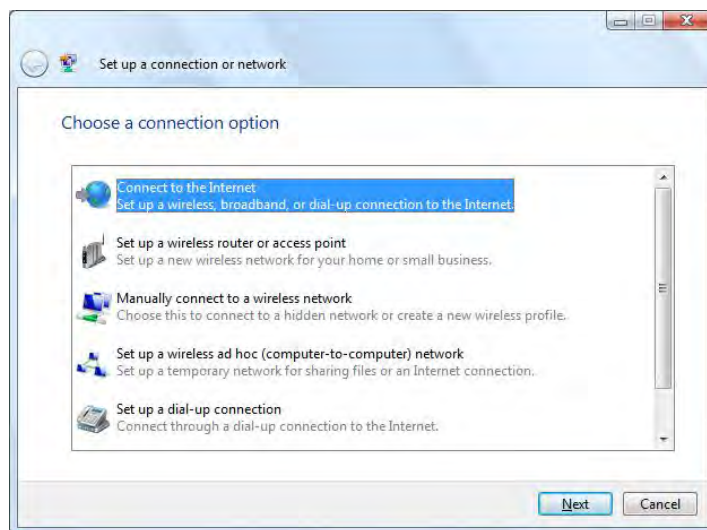 Set up a connection or network
Choose a connection option
Connect to the Internet
Set up a wireless, broadband, or dial-up connection to the Internet.
Set up a wireless router or access point
Set up a new wireless network for your home or small business.
Manually connect to a wireless network
Choose this to connect to a hidden network or create a new wireless profile.
Set up a wireless ad hoc (computer-to-computer) network
Set up a temporary network for sharing files or an Internet connection.
Set up a dial-up connection
Connect through a dial-up connection to the Internet.
Next Cancel